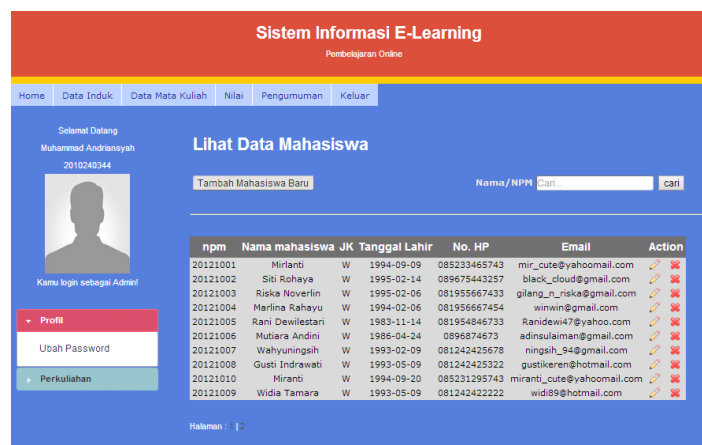 Sistem Informasi E-Learning
Pembelajaran Online
Home Data Induk Data Mata Kuliah Nilai Pengumuman Keluar
Selamat Datang
Muhammad Andriansyah
2010240344
Kamu login sebagai Admin!
Profil
Ubah Password
Perkuliahan
Lihat Data Mahasiswa
Tambah Mahasiswa Baru Nama/NPM Cari... cari
npm Nama mahasiswa JK Tanggal Lahir No. HP Email Action
20121001 Mirlanti W 1994-09-09 085233465743 mir_cute@yahoomail.com
20121002 Siti Rohaya W 1995-02-14 089675443257 black_cloud@gmail.com
20121003 Riska Noverlin W 1995-02-06 081955667433 gilang_n_riska@gmail.com
20121004 Marlina Rahayu W 1994-02-06 081956667454 winwin@gmail.com
20121005 Rani Dewilestari W 1983-11-14 081954846733 Ranidewi47@yahoo.com
20121006 Mutiara Andini W 1986-04-24 0896874673 adinsulaiman@gmail.com
20121007 Wahyuningsih W 1993-02-09 081242425678 ningsih_94@gmail.com
20121008 Gusti Indrawati W 1993-05-09 081242425322 gustikeren@hotmail.com
20121010 Miranti W 1994-09-20 085231295743 miranti_cute@yahoomail.com
20121009 Widia Tamara W 1993-05-09 081242422222 widi89@hotmail.com
Halaman : 1 | 2